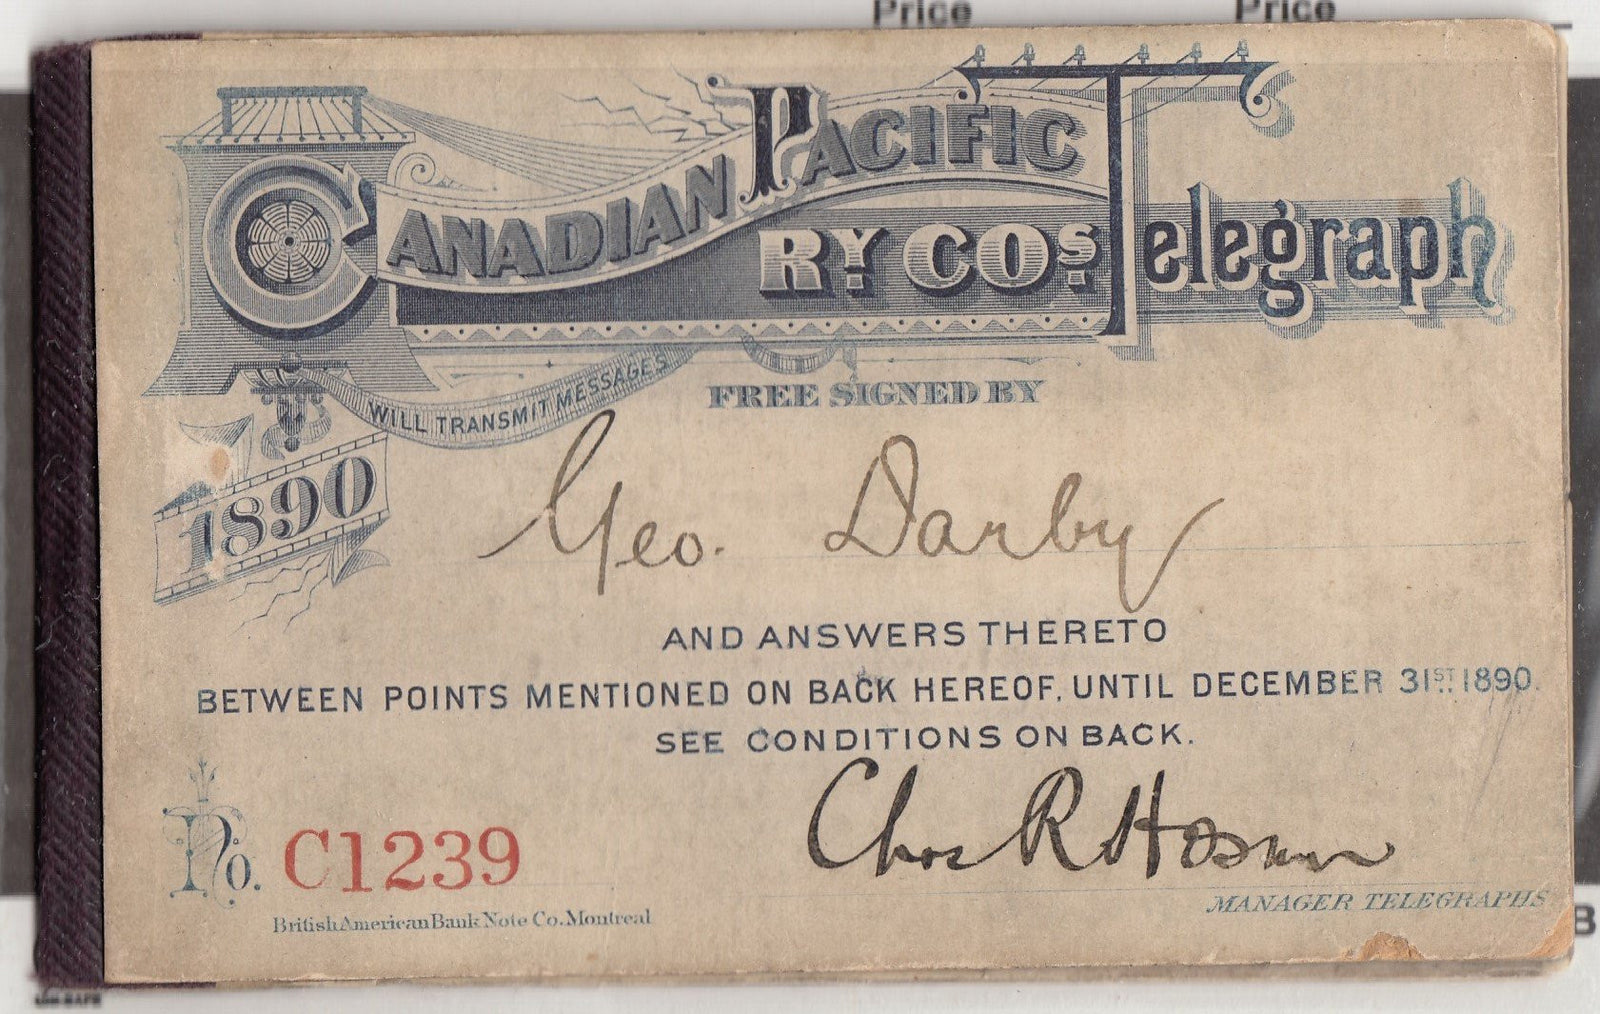 Price Price
CANADIAN PACIFIC
RY COS Telegraph
WILL TRANSMIT MESSAGES
FREE SIGNED BY
1890
Geo. Darby
AND ANSWERS THERETO
BETWEEN POINTS MENTIONED ON BACK HEREOF, UNTIL DECEMBER 31ST 1890.
SEE CONDITIONS ON BACK.
Chas R Hosmer
No. C1239
MANAGER TELEGRAPHS
British American Bank Note Co. Montreal
B